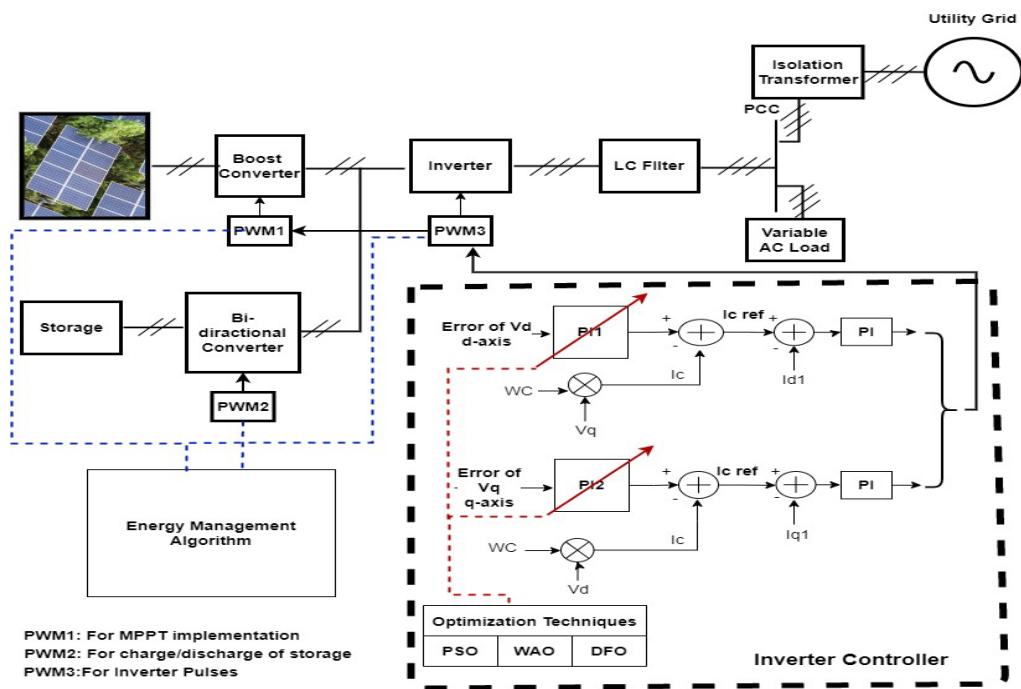 Utility Grid
Isolation
Transformer
PCC
Boost
Converter
Inverter
LC Filter
PWM1
PWM3
Variable
AC Load
Storage
Bi-
diractional
Converter
PWM2
Energy Management
Algorithm
Error of Vd
d-axis
PI1
+
-
Ic ref
+
-
PI
WC
Ic
Id1
Vq
Error of
Vq
q-axis
PI2
+
-
Ic ref
+
-
PI
WC
Ic
Iq1
Vd
Optimization Techniques
PSO WAO DFO
Inverter Controller
PWM1: For MPPT implementation
PWM2: For charge/discharge of storage
PWM3:For Inverter Pulses